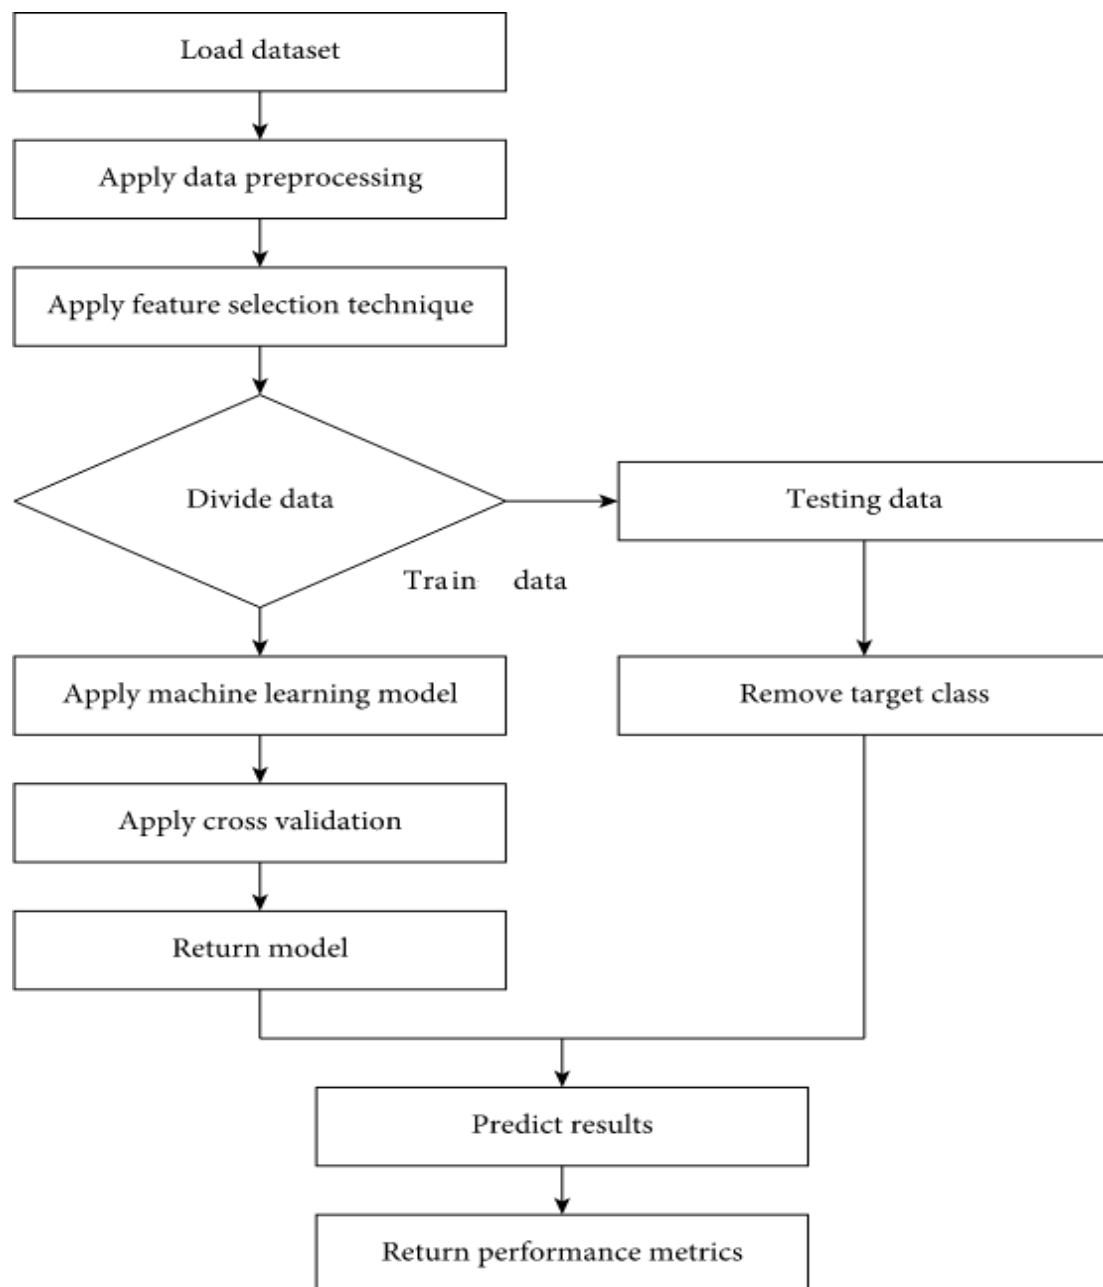 Load dataset
Apply data preprocessing
Apply feature selection technique
Divide data
Testing data
Train data
Apply machine learning model
Remove target class
Apply cross validation
Return model
Predict results
Return performance metrics